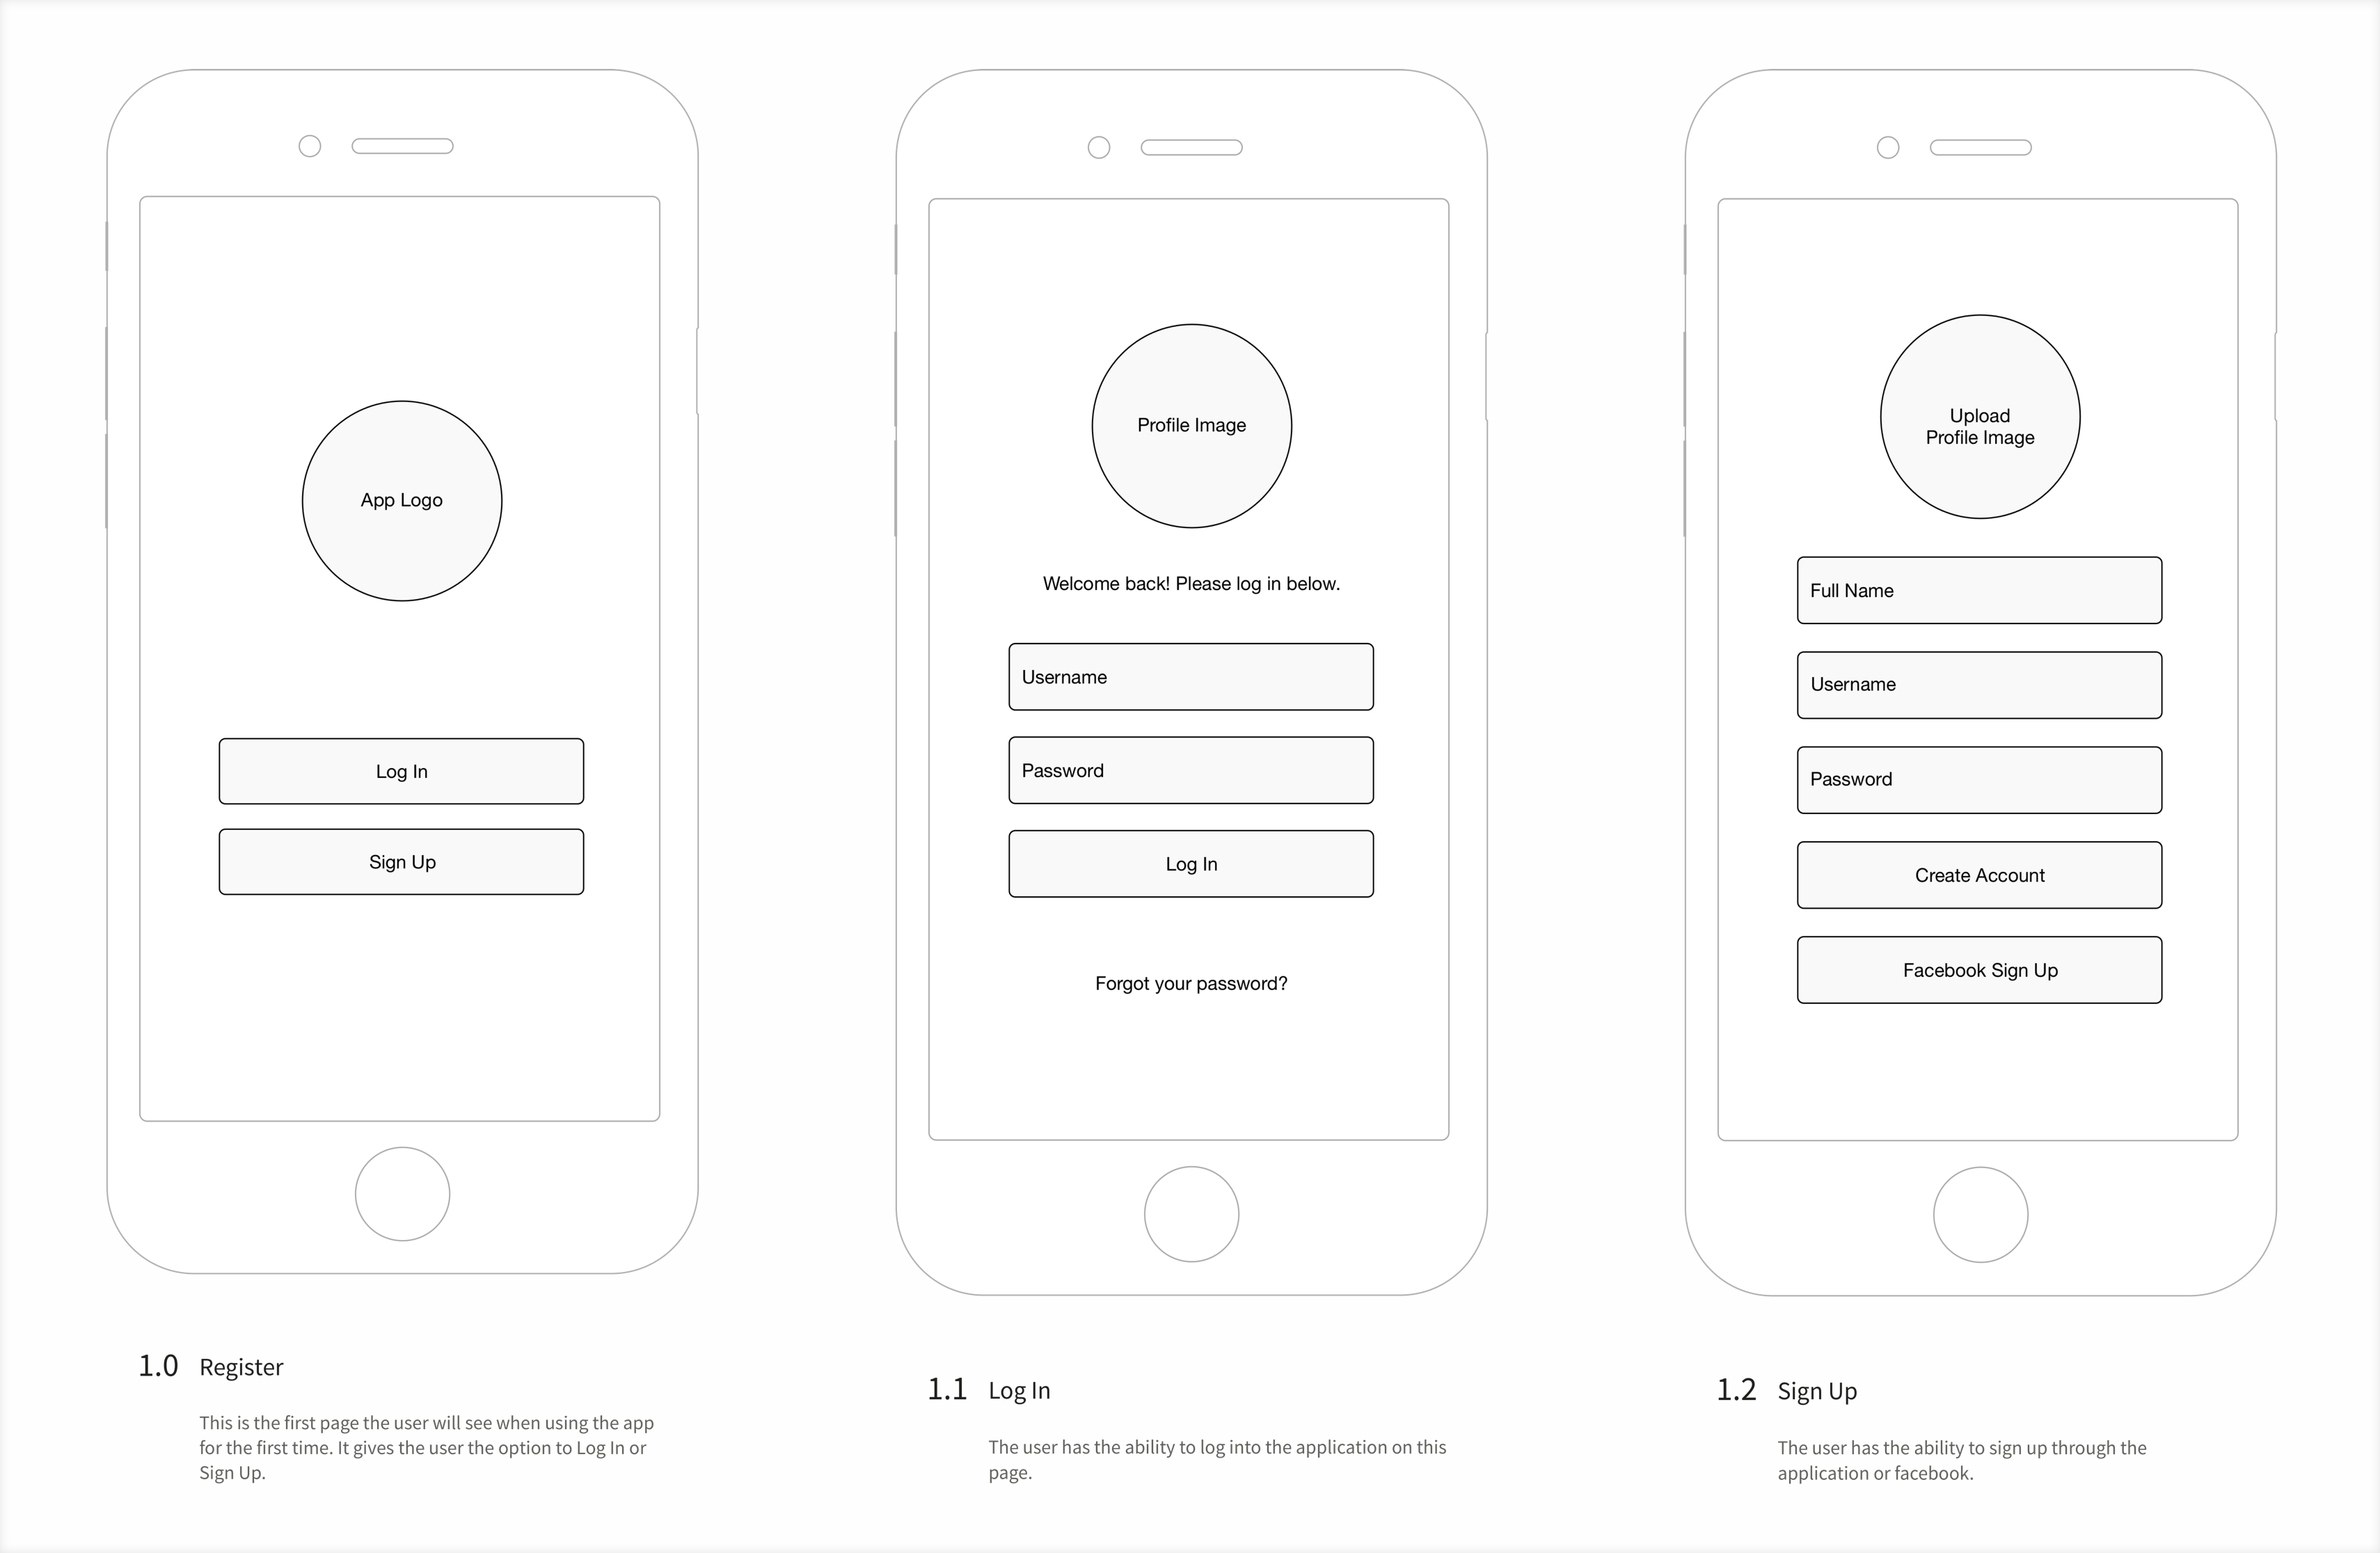 App Logo
Log In
Sign Up
1.0 Register
This is the first page the user will see when using the app
for the first time. It gives the user the option to Log In or
Sign Up.
Profile Image
Welcome back! Please log in below.
Username
Password
Log In
Forgot your password?
1.1 Log In
The user has the ability to log into the application on this
page.
Upload
Profile Image
Full Name
Username
Password
Create Account
Facebook Sign Up
1.2 Sign Up
The user has the ability to sign up through the
application or facebook.